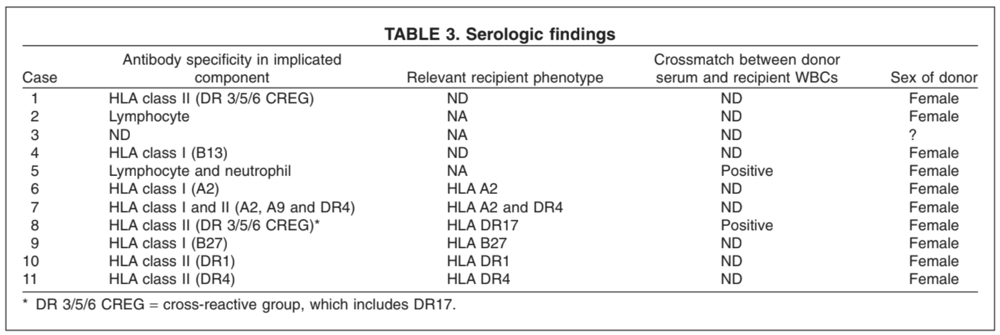 TABLE 3. Serologic findings
Antibody specificity in implicated Crossmatch between donor
Case component Relevant recipient phenotype serum and recipient WBCs Sex of donor
1 HLA class II (DR 3/5/6 CREG) ND ND Female
2 Lymphocyte NA ND Female
3 ND NA ND ?
4 HLA class I (B13) ND ND Female
5 Lymphocyte and neutrophil NA Positive Female
6 HLA class I (A2) HLA A2 ND Female
7 HLA class I and II (A2, A9 and DR4) HLA A2 and DR4 ND Female
8 HLA class II (DR 3/5/6 CREG)* HLA DR17 Positive Female
9 HLA class I (B27) HLA B27 ND Female
10 HLA class II (DR1) HLA DR1 ND Female
11 HLA class II (DR4) HLA DR4 ND Female
* DR 3/5/6 CREG = cross-reactive group, which includes DR17.